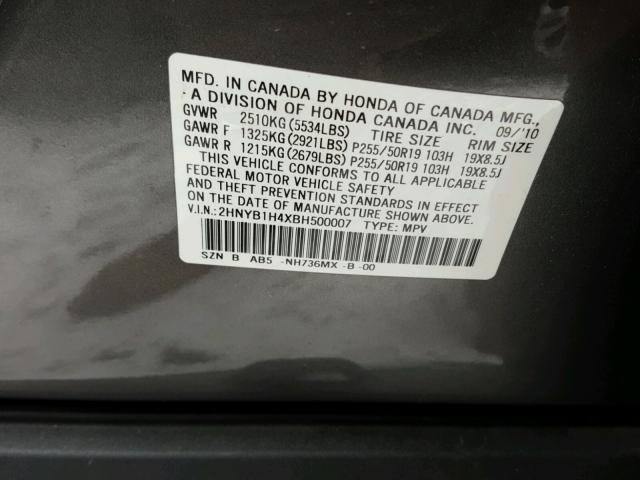 MFD. IN CANADA BY HONDA OF CANADA MFG.,
A DIVISION OF HONDA CANADA INC. 09/'10
GVWR 2510KG(5534LBS) TIRE SIZE RIM SIZE
GAWR F 1325KG(2921LBS)P255/50R19 103H 19X8.5J
GAWR R 1215KG(2679LBS)P255/50R19 103H 19X8.5J
THIS VEHICLE CONFORMS TO ALL APPLICABLE
FEDERAL MOTOR VEHICLE SAFETY
AND THEFT PREVENTION STANDARDS IN EFFECT
ON THE DATE OF MANUFACTURE SHOWN ABOVE.
V.I.N.:2HNYB1H4XBH500007 TYPE: MPV
SZN B AB5 -NH736MX -B -00